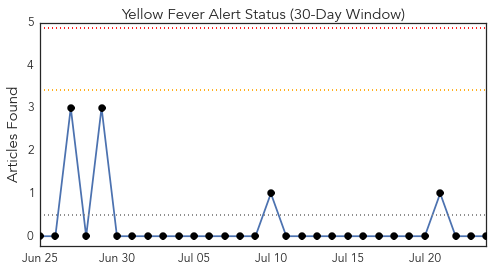 Yellow Fever Alert Status (30-Day Window)
5
4
3
2
1
0
Articles Found
Jun 25
Jun 30
Jul 05
Jul 10
Jul 15
Jul 20